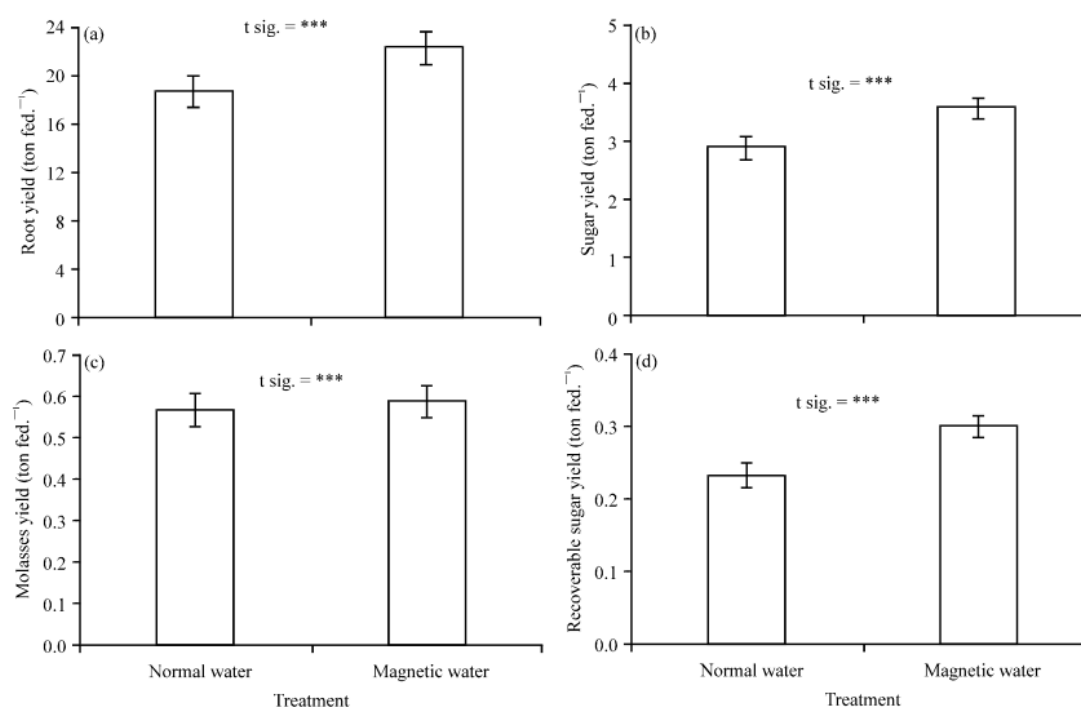 (a)
t sig. = ***
Root yield (ton fed.⁻¹)
24
20
16
12
8
4
0
(b)
t sig. = ***
Sugar yield (ton fed.⁻¹)
5
4
3
2
1
0
(c)
t sig. = ***
Molasses yield (ton fed.⁻¹)
0.7
0.6
0.5
0.4
0.3
0.2
0.1
0.0
Normal water Magnetic water
Treatment
(d)
t sig. = ***
Recoverable sugar yield (ton fed.⁻¹)
0.4
0.3
0.2
0.1
0.0
Normal water Magnetic water
Treatment